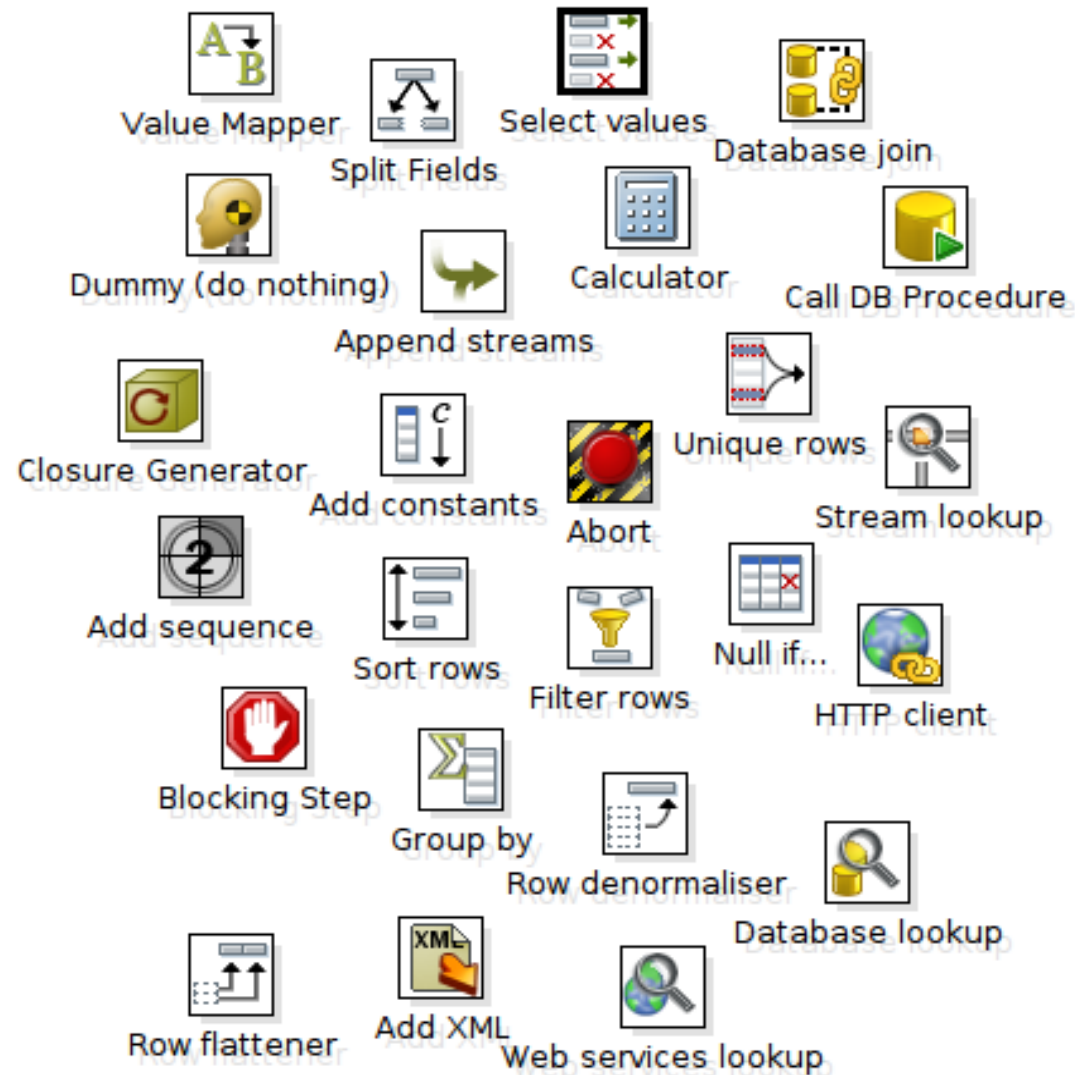 A
B
Value Mapper
Split Fields
Select values
Database join
Dummy (do nothing)
Append streams
Calculator
Call DB Procedure
Closure Generator
C
Add constants
Abort
Unique rows
Stream lookup
2
Add sequence
Sort rows
Filter rows
Null if...
HTTP client
Blocking Step
Σ
Group by
Row denormaliser
Database lookup
Row flattener
XML
Add XML
Web services lookup